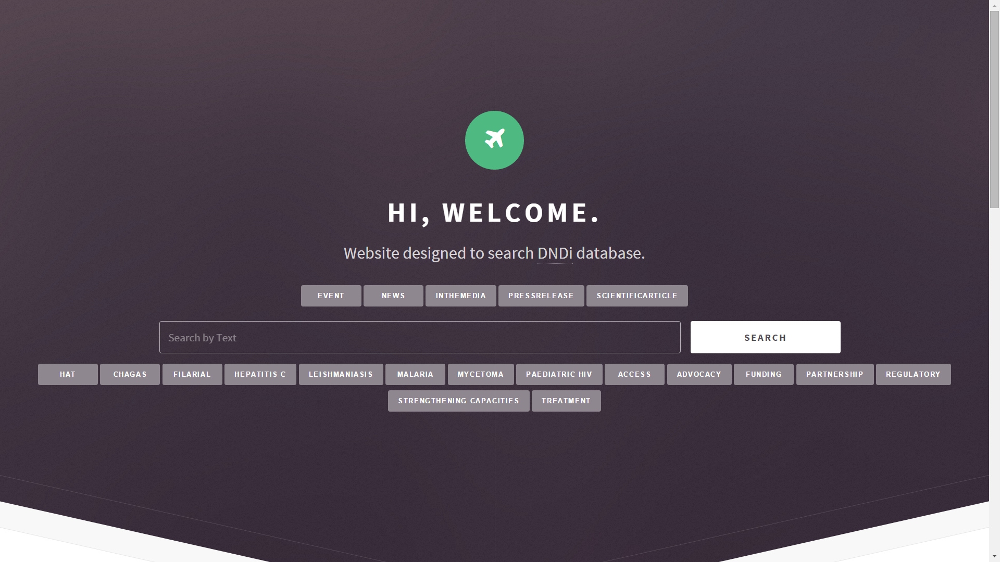 HI, WELCOME.
Website designed to search DNDi database.
EVENT NEWS INTHEMEDIA PRESSRELEASE SCIENTIFICARTICLE
Search by Text SEARCH
HAT CHAGAS FILARIAL HEPATITIS C LEISHMANIASIS MALARIA MYCETOMA PAEDIATRIC HIV ACCESS ADVOCACY FUNDING PARTNERSHIP REGULATORY
STRENGTHENING CAPACITIES TREATMENT